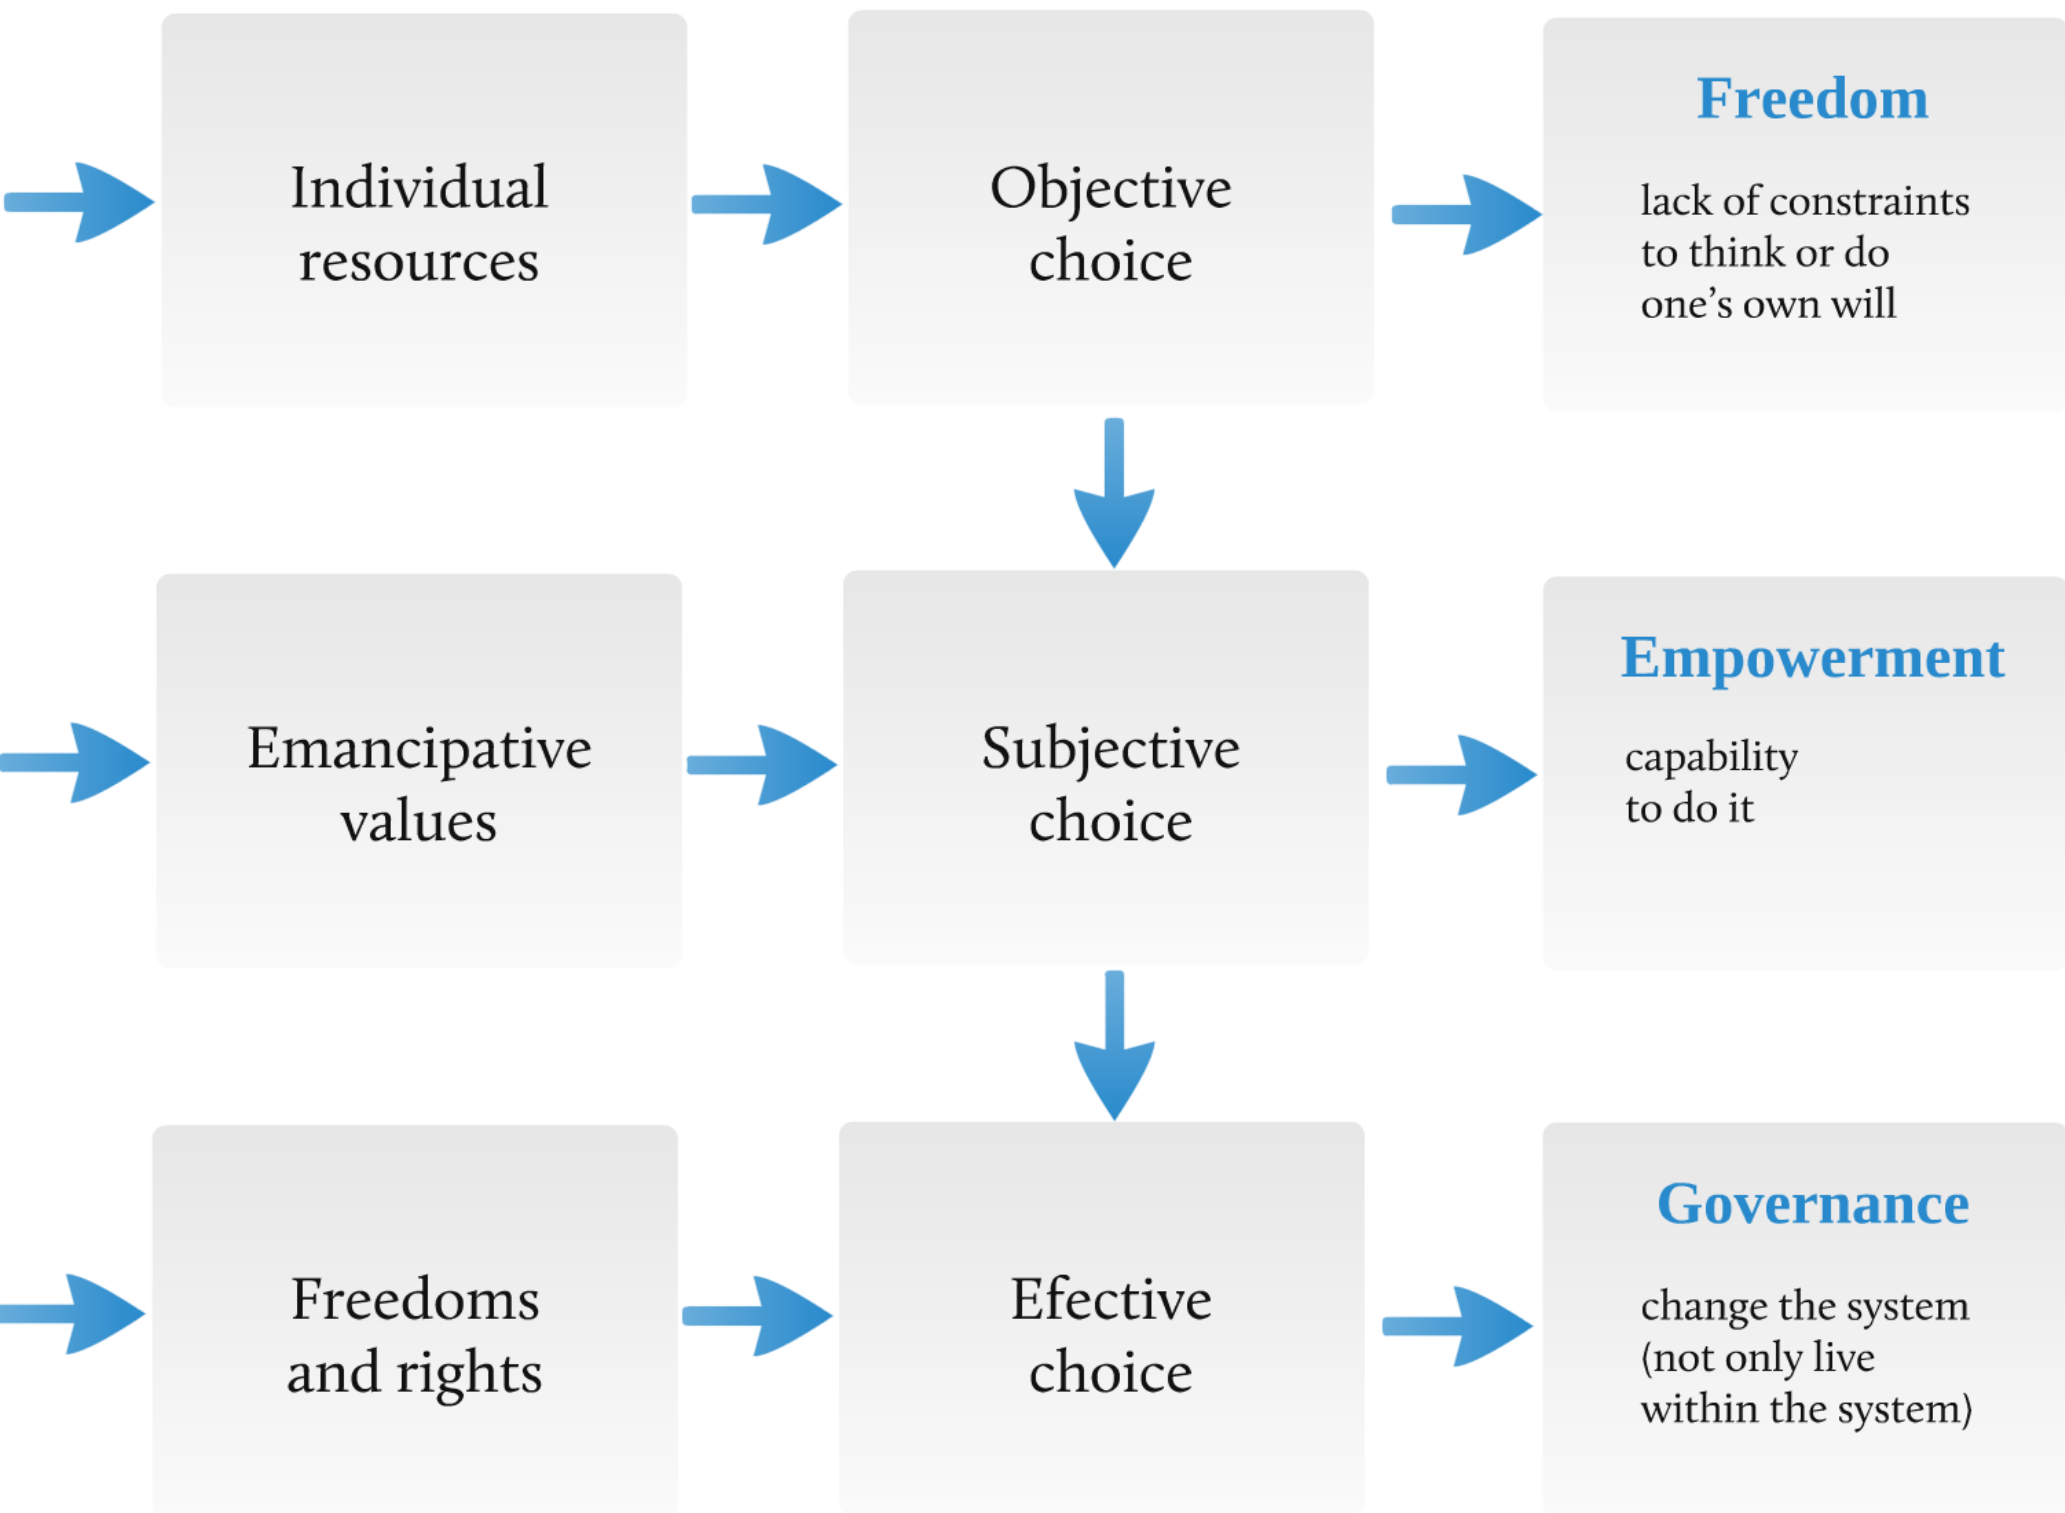 Individual
resources
Objective
choice
Freedom
lack of constraints
to think or do
one’s own will
Emancipative
values
Subjective
choice
Empowerment
capability
to do it
Freedoms
and rights
Efective
choice
Governance
change the system
(not only live
within the system)